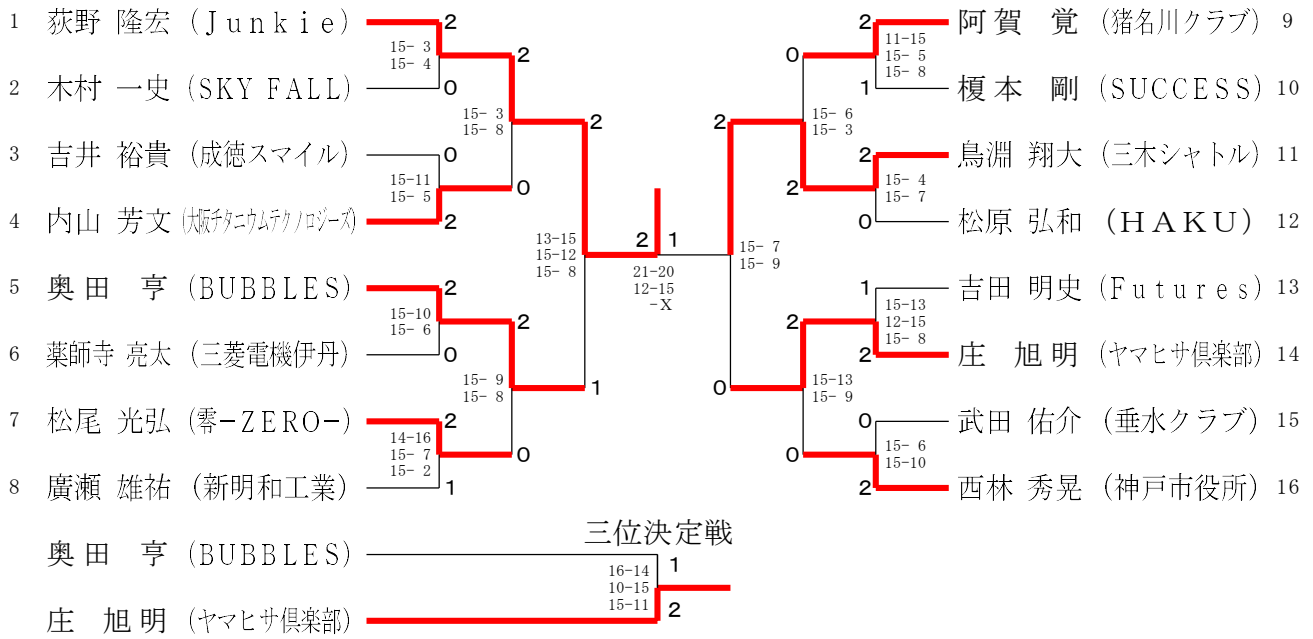 1 荻野 隆宏 (Junkie) 2 2 阿賀 覚 (猪名川クラブ) 9
15- 3 2 0 11-15
15- 4 15- 5
15- 8
2 木村 一史 (SKY FALL) 0 1 榎本 剛 (SUCCESS) 10
15- 3 2 2 15- 6
15- 8 15- 3
3 吉井 裕貴 (成徳スマイル) 0 2 鳥淵 翔大 (三木シャトル) 11
15-11 0 2 15- 4
15- 5 15- 7
4 内山 芳文 (大阪チタニウムテクノロジーズ) 2 0 松原 弘和 (HAKU) 12
13-15 2 1 15- 7
15-12 21-20 15- 9
15- 8 12-15
-X
5 奥田 亨 (BUBBLES) 2 1 吉田 明史 (Futures) 13
15-10 2 2 15-13
15- 6 12-15
15- 8
6 薬師寺 亮太 (三菱電機伊丹) 0 2 庄 旭明 (ヤマヒサ倶楽部) 14
15- 9 1 0 15-13
15- 8 15- 9
7 松尾 光弘 (零-ZERO-) 2 0 武田 佑介 (垂水クラブ) 15
14-16 0 0 15- 6
15- 7 15-10
15- 2
8 廣瀬 雄祐 (新明和工業) 1 2 西林 秀晃 (神戸市役所) 16
三位決定戦
奥田 亨 (BUBBLES) 1
16-14
10-15
15-11
庄 旭明 (ヤマヒサ倶楽部) 2